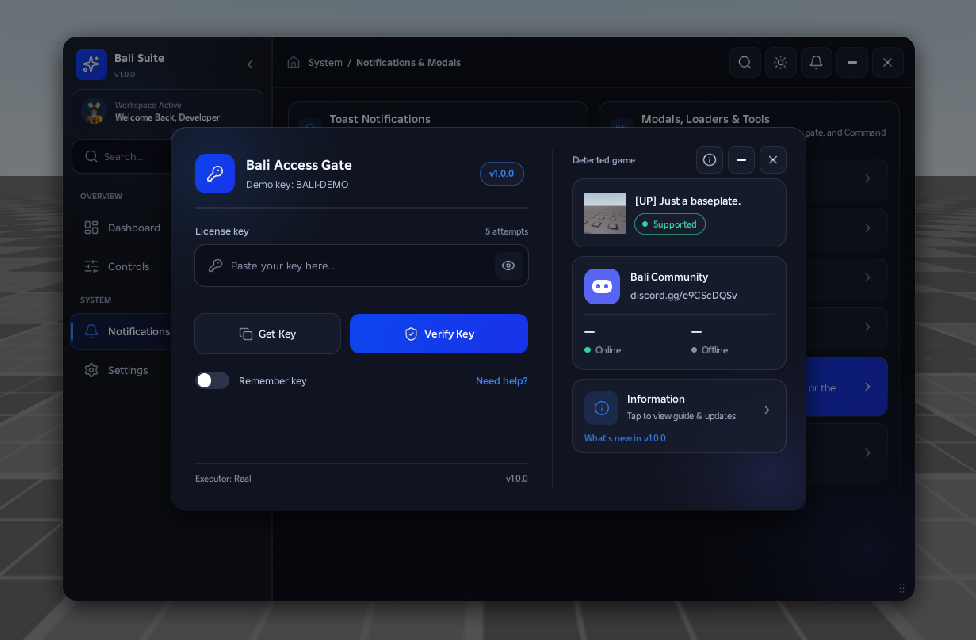 Bali Suite
v1.0.0
Workspace Active
Welcome Back, Developer
Search...
OVERVIEW
Dashboard
Controls
SYSTEM
Notifications
Settings
System / Notifications & Modals
Toast Notifications
Modals, Loaders & Tools
gate, and Command
or the
Bali Access Gate
Demo key: BALI-DEMO
v1.0.0
License key
5 attempts
Paste your key here...
Get Key
Verify Key
Remember key
Need help?
Executor: Real
v1.0.0
Detected game
[UP] Just a baseplate.
Supported
Bali Community
discord.gg/c9CScDQSv
—
Online
—
Offline
Information
Tap to view guide & updates
What's new in v1.0.0